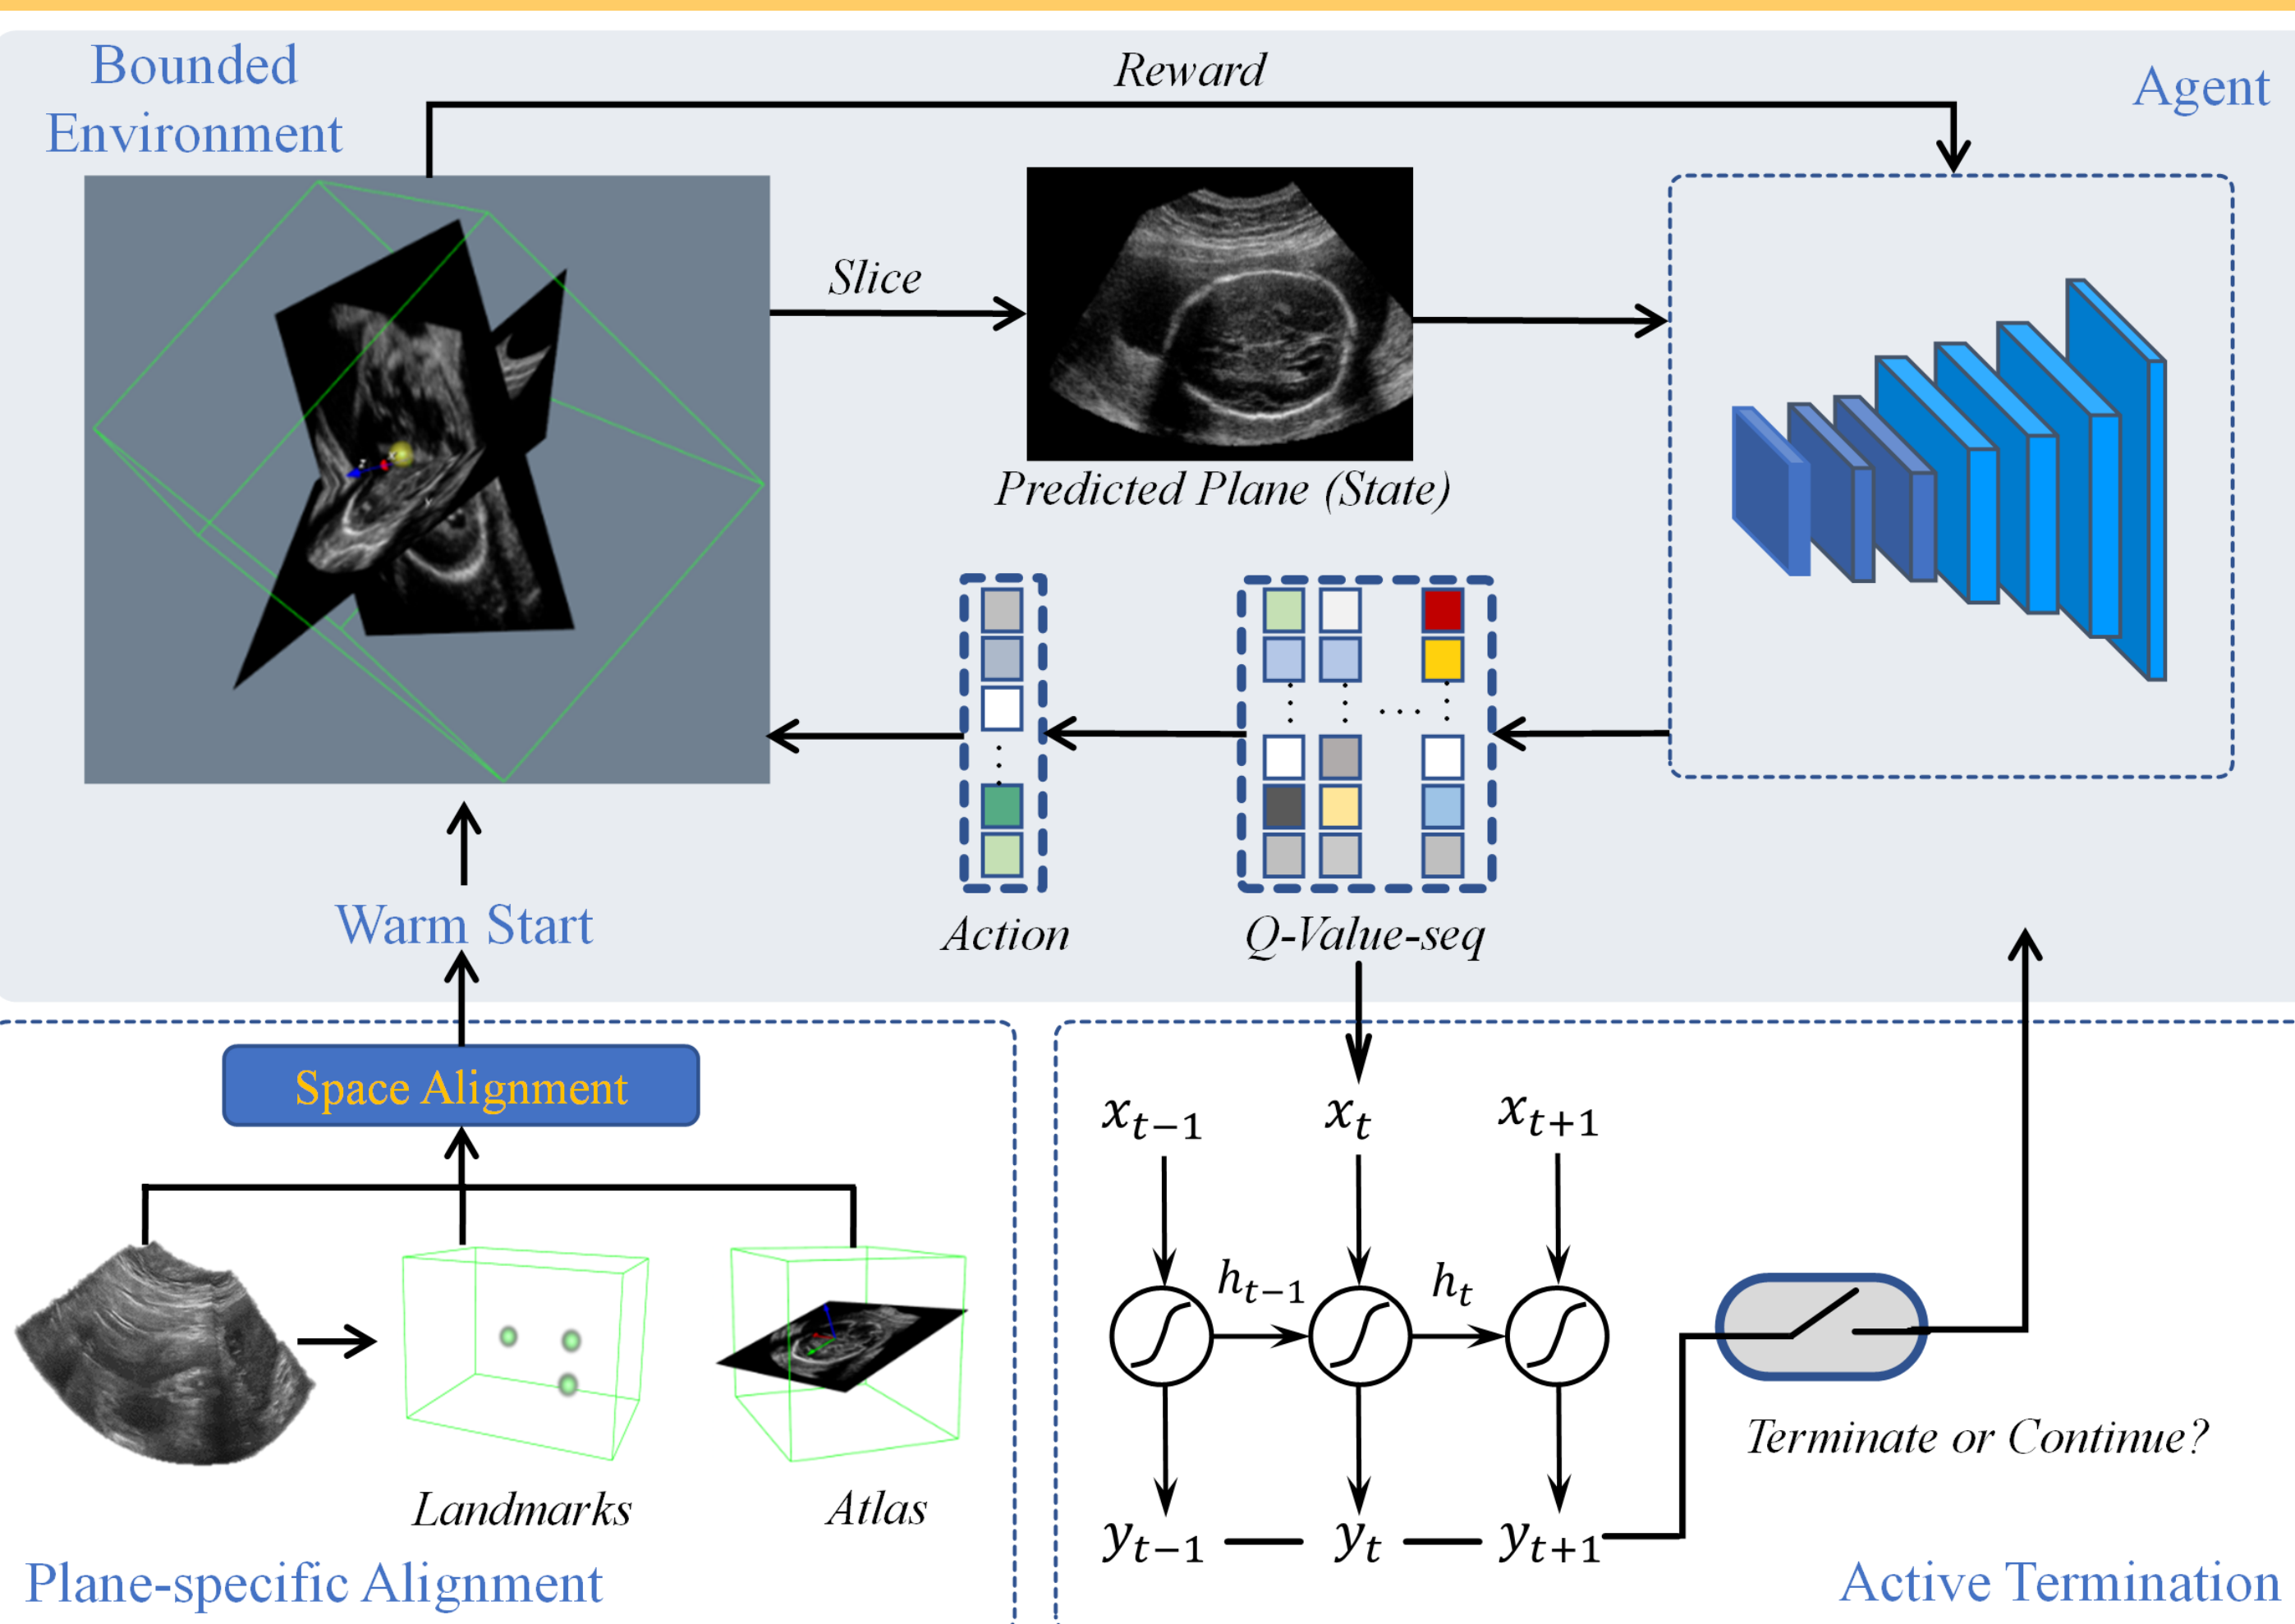 Bounded
Environment
Reward
Agent
Slice
Predicted Plane (State)
Warm Start
Action
Q-Value-seq
Space Alignment
Landmarks
Atlas
Plane-specific Alignment
x_{t−1}
x_t
x_{t+1}
h_{t−1}
h_t
y_{t−1}
y_t
y_{t+1}
Terminate or Continue?
Active Termination